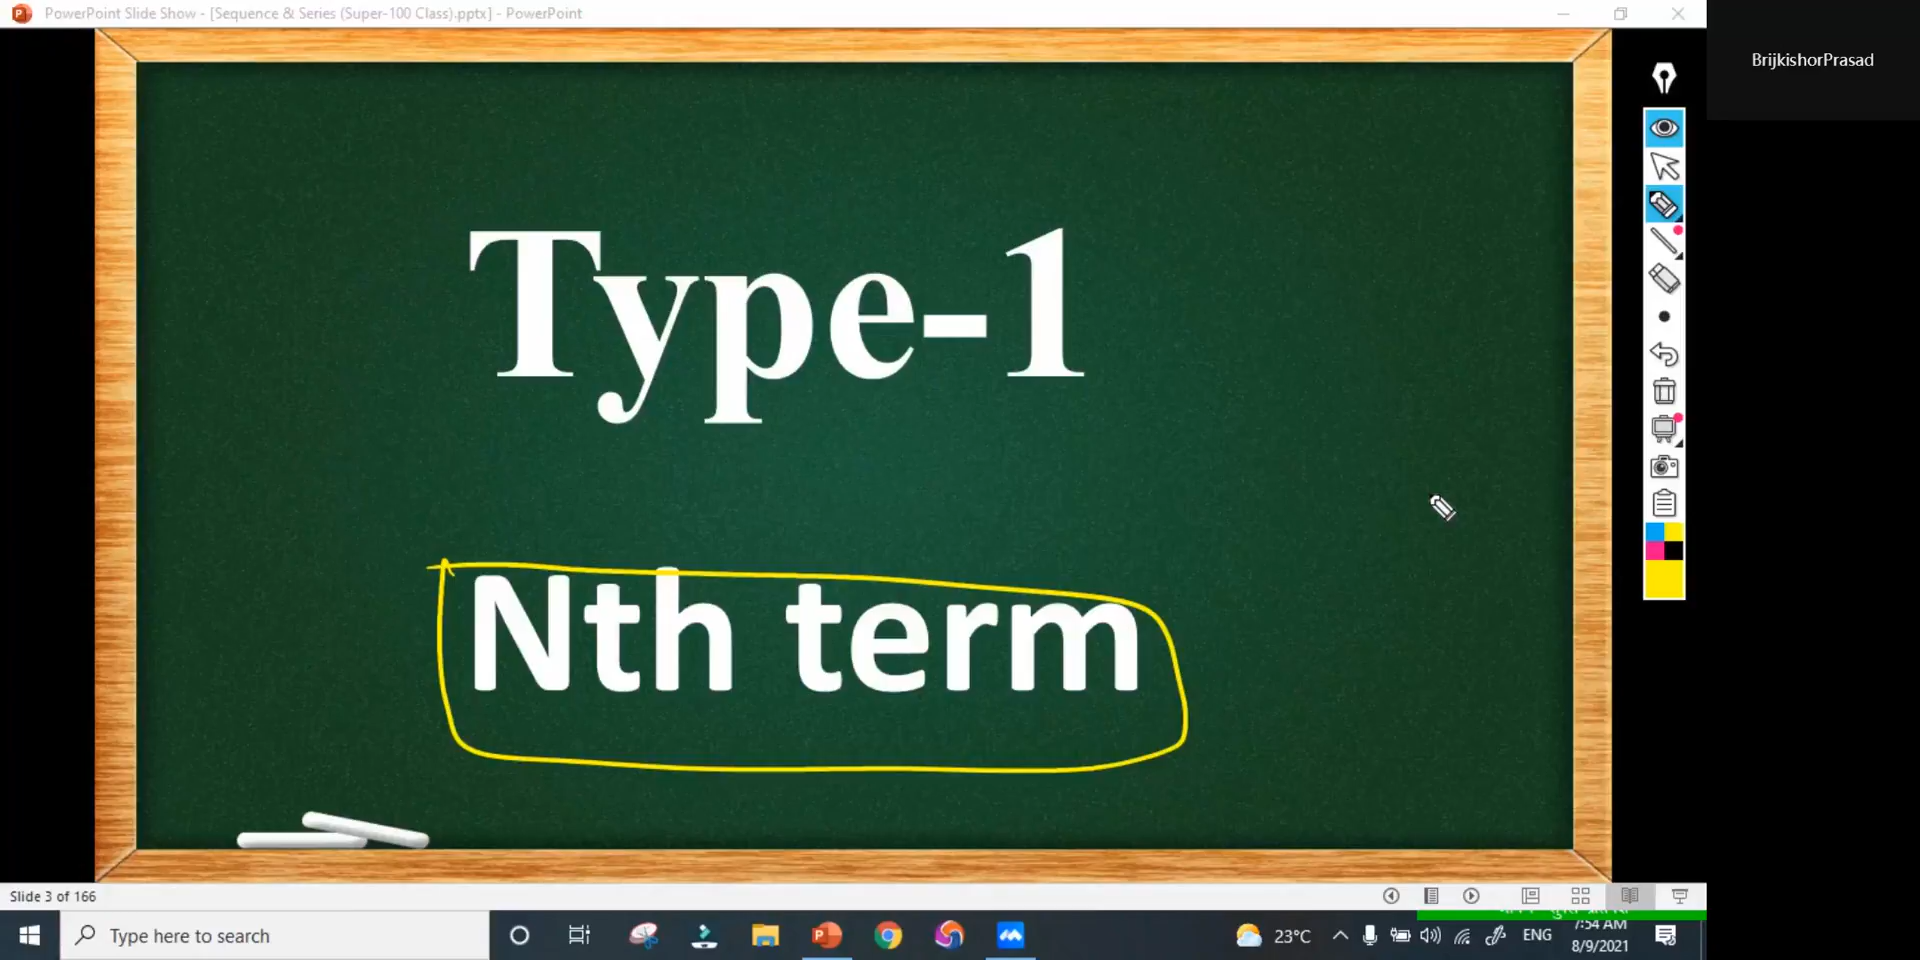 PowerPoint Slide Show - [Sequence & Series (Super-100 Class).pptx] - PowerPoint
BrijkishorPrasad
Type-1
Nth term
Slide 3 of 166
Type here to search
23°C
ENG
7:54 AM
8/9/2021